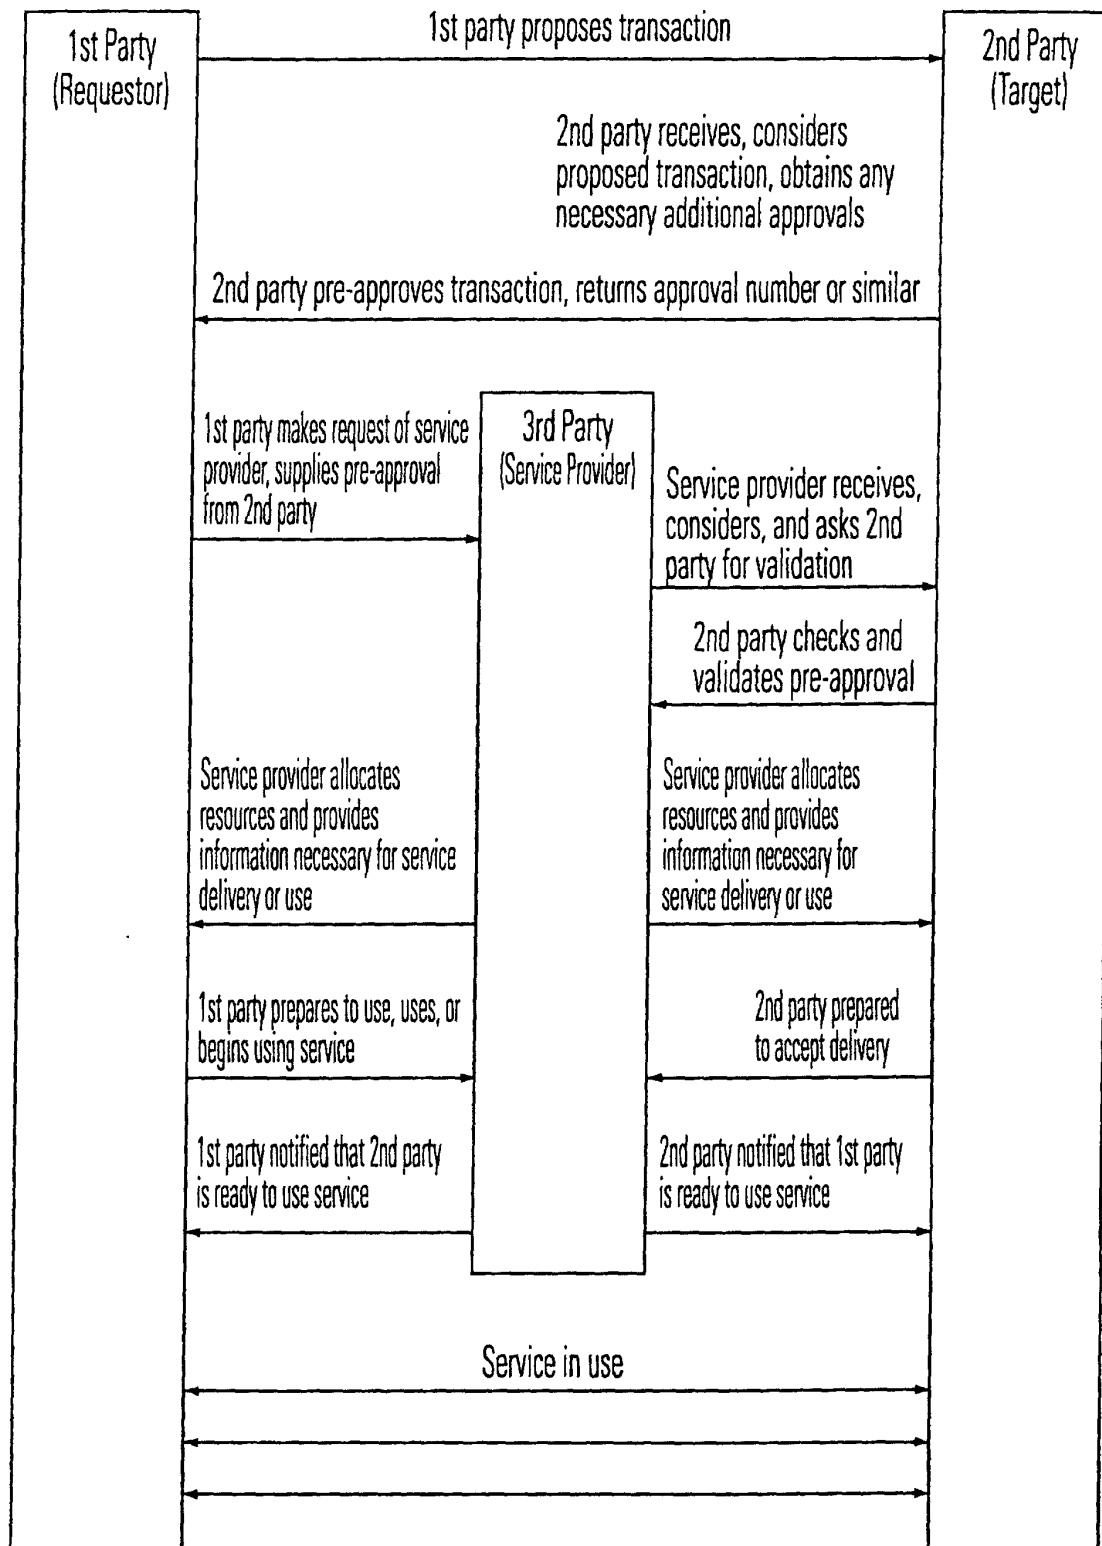 1st Party
(Requestor)
1st party proposes transaction
2nd Party
(Target)
2nd party receives, considers
proposed transaction, obtains any
necessary additional approvals
2nd party pre-approves transaction, returns approval number or similar
1st party makes request of service
provider, supplies pre-approval
from 2nd party
3rd Party
(Service Provider)
Service provider receives,
considers, and asks 2nd
party for validation
2nd party checks and
validates pre-approval
Service provider allocates
resources and provides
information necessary for service
delivery or use
Service provider allocates
resources and provides
information necessary for
service delivery or use
1st party prepares to use, uses, or
begins using service
2nd party prepared
to accept delivery
1st party notified that 2nd party
is ready to use service
2nd party notified that 1st party
is ready to use service
Service in use